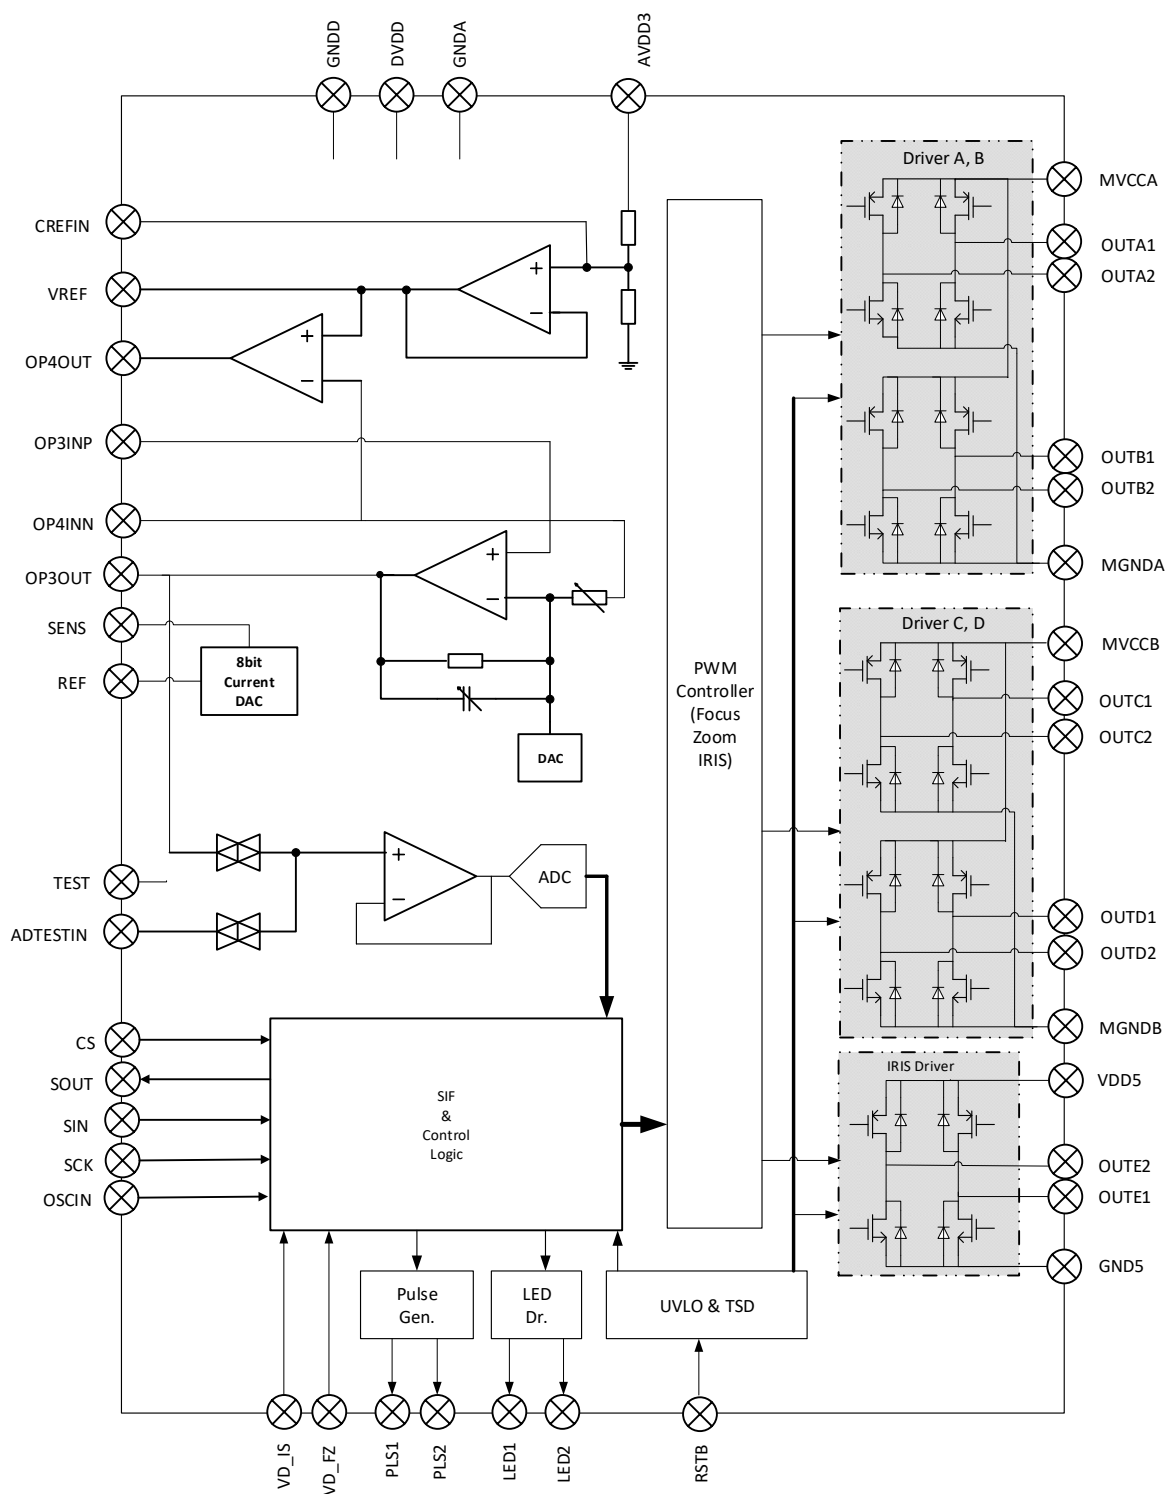 GNDD
DVDD
GNDA
AVDD3
CREFIN
VREF
OP4OUT
OP3INP
OP4INN
OP3OUT
SENS
REF
TEST
ADTESTIN
CS
SOUT
SIN
SCK
OSCIN
+
−
+
−
+
−
8bit
Current
DAC
DAC
+
−
ADC
SIF
&
Control
Logic
PWM
Controller
(Focus
Zoom
IRIS)
Pulse
Gen.
LED
Dr.
UVLO & TSD
Driver A, B
Driver C, D
IRIS Driver
MVCCA
OUTA1
OUTA2
OUTB1
OUTB2
MGNDA
MVCCB
OUTC1
OUTC2
OUTD1
OUTD2
MGNDB
VDD5
OUTE2
OUTE1
GND5
VD_IS
VD_FZ
PLS1
PLS2
LED1
LED2
RSTB